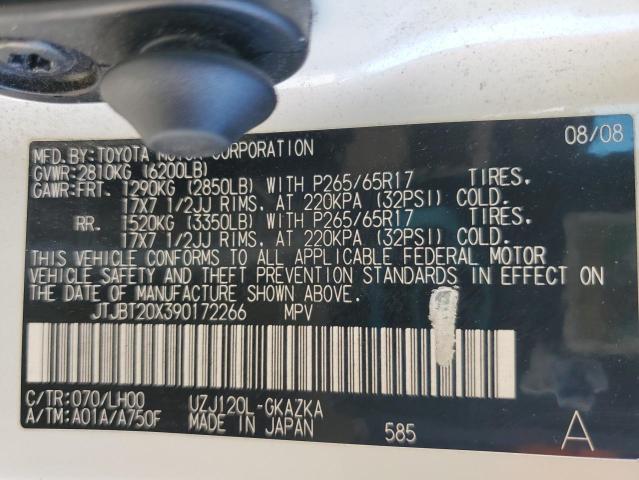 MFD.BY:TOYOTA MOTOR CORPORATION 08/08
GVWR:2810KG (6200LB)
GAWR:FRT. 1290KG (2850LB) WITH P265/65R17 TIRES.
17X7 1/2JJ RIMS. AT 220KPA (32PSI) COLD.
RR. 1520KG (3350LB) WITH P265/65R17 TIRES.
17X7 1/2JJ RIMS. AT 220KPA (32PSI) COLD.
THIS VEHICLE CONFORMS TO ALL APPLICABLE FEDERAL MOTOR
VEHICLE SAFETY AND THEFT PREVENTION STANDARDS IN EFFECT ON
THE DATE OF MANUFACTURE SHOWN ABOVE.
JTJBT20X390172266 MPV
C/TR:070/LH00 UZJ120L-GKAZKA
A/TM:A01A/A750F MADE IN JAPAN 585 A